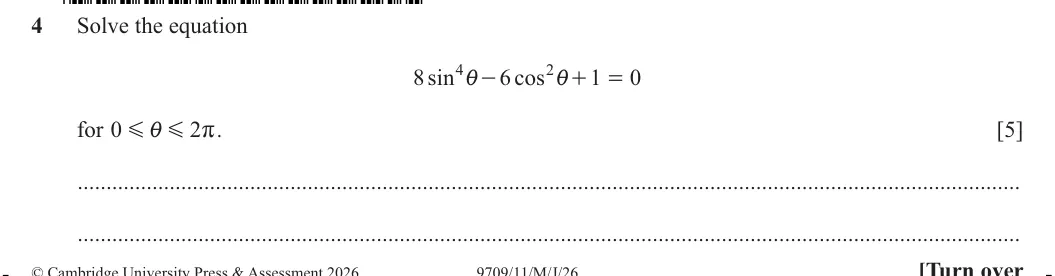 4 Solve the equation
8 sin⁴θ − 6 cos²θ + 1 = 0
for 0 ⩽ θ ⩽ 2π. [5]
© Cambridge University Press & Assessment 2026 9709/11/M/J/26 [Turn over